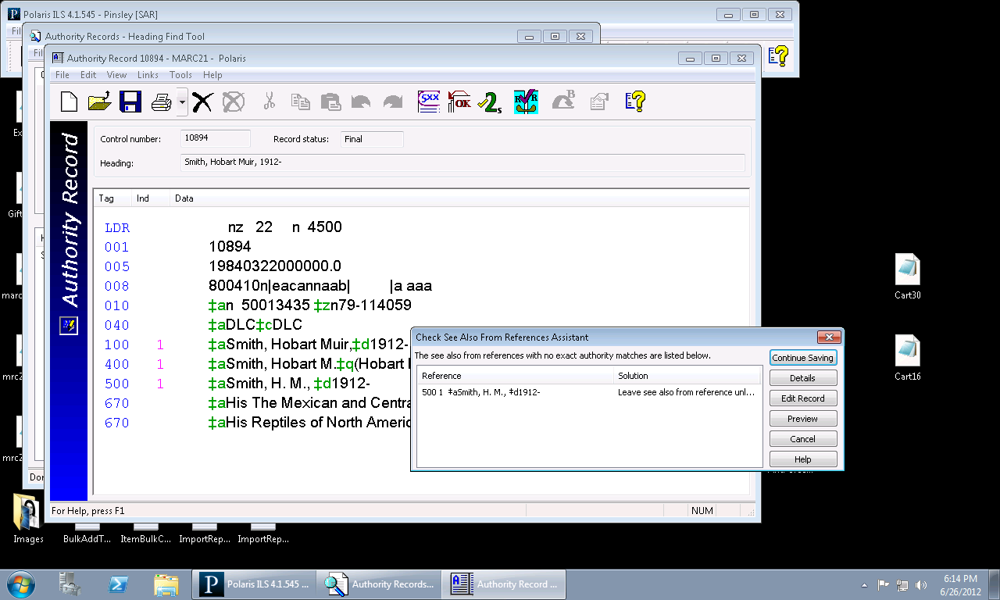 Polaris ILS 4.1.545 - Pinsley [SAR]
Authority Records - Heading Find Tool
Authority Record 10894 - MARC21 - Polaris
File Edit View Links Tools Help
5XX OK 2s R R B
Control number: 10894 Record status: Final
Heading: Smith, Hobart Muir, 1912-
Authority Record
Tag Ind Data
LDR nz 22 n 4500
001 10894
005 19840322000000.0
008 800410n|eacannaab| |a aaa
010 ‡an 50013435 ‡zn79-114059
040 ‡aDLC‡cDLC
100 1 ‡aSmith, Hobart Muir,‡d1912-
400 1 ‡aSmith, Hobart M.‡q(Hobart
500 1 ‡aSmith, H. M., ‡d1912-
670 ‡aHis The Mexican and Centra
670 ‡aHis Reptiles of North Americ
Check See Also From References Assistant
The see also from references with no exact authority matches are listed below.
Reference Solution
500 1 ‡aSmith, H. M., ‡d1912- Leave see also from reference unl...
Continue Saving
Details
Edit Record
Preview
Cancel
Help
For Help, press F1 NUM
Cart30
Cart16
Images BulkAddT... ItemBulkC... ImportRep... ImportRep...
Polaris ILS 4.1.545 ... Authority Records... Authority Record ...
6:14 PM
6/26/2012